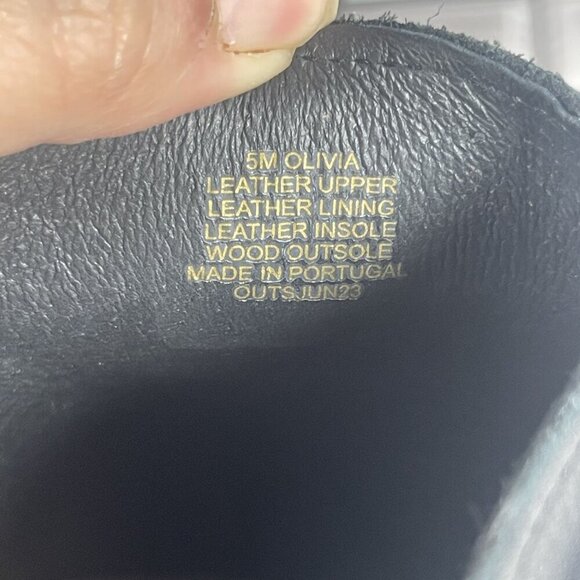 5M OLIVIA
LEATHER UPPER
LEATHER LINING
LEATHER INSOLE
WOOD OUTSOLE
MADE IN PORTUGAL
OUTSJUN23